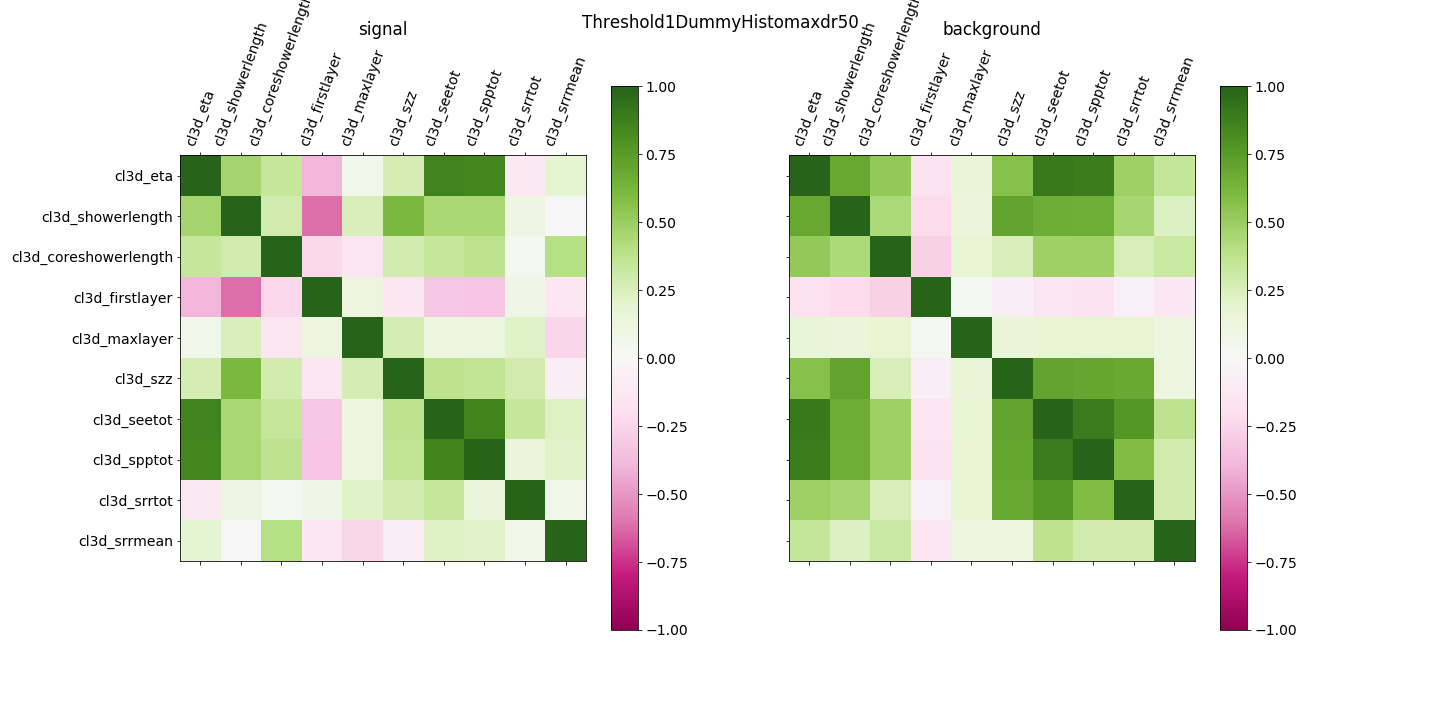 Threshold1DummyHistomaxdr50
signal
cl3d_eta
cl3d_showerlength
cl3d_coreshowerlength
cl3d_firstlayer
cl3d_maxlayer
cl3d_szz
cl3d_seetot
cl3d_spptot
cl3d_srrtot
cl3d_srrmean
cl3d_eta
cl3d_showerlength
cl3d_coreshowerlength
cl3d_firstlayer
cl3d_maxlayer
cl3d_szz
cl3d_seetot
cl3d_spptot
cl3d_srrtot
cl3d_srrmean
1.00
0.75
0.50
0.25
0.00
−0.25
−0.50
−0.75
−1.00
background
cl3d_eta
cl3d_showerlength
cl3d_coreshowerlength
cl3d_firstlayer
cl3d_maxlayer
cl3d_szz
cl3d_seetot
cl3d_spptot
cl3d_srrtot
cl3d_srrmean
1.00
0.75
0.50
0.25
0.00
−0.25
−0.50
−0.75
−1.00